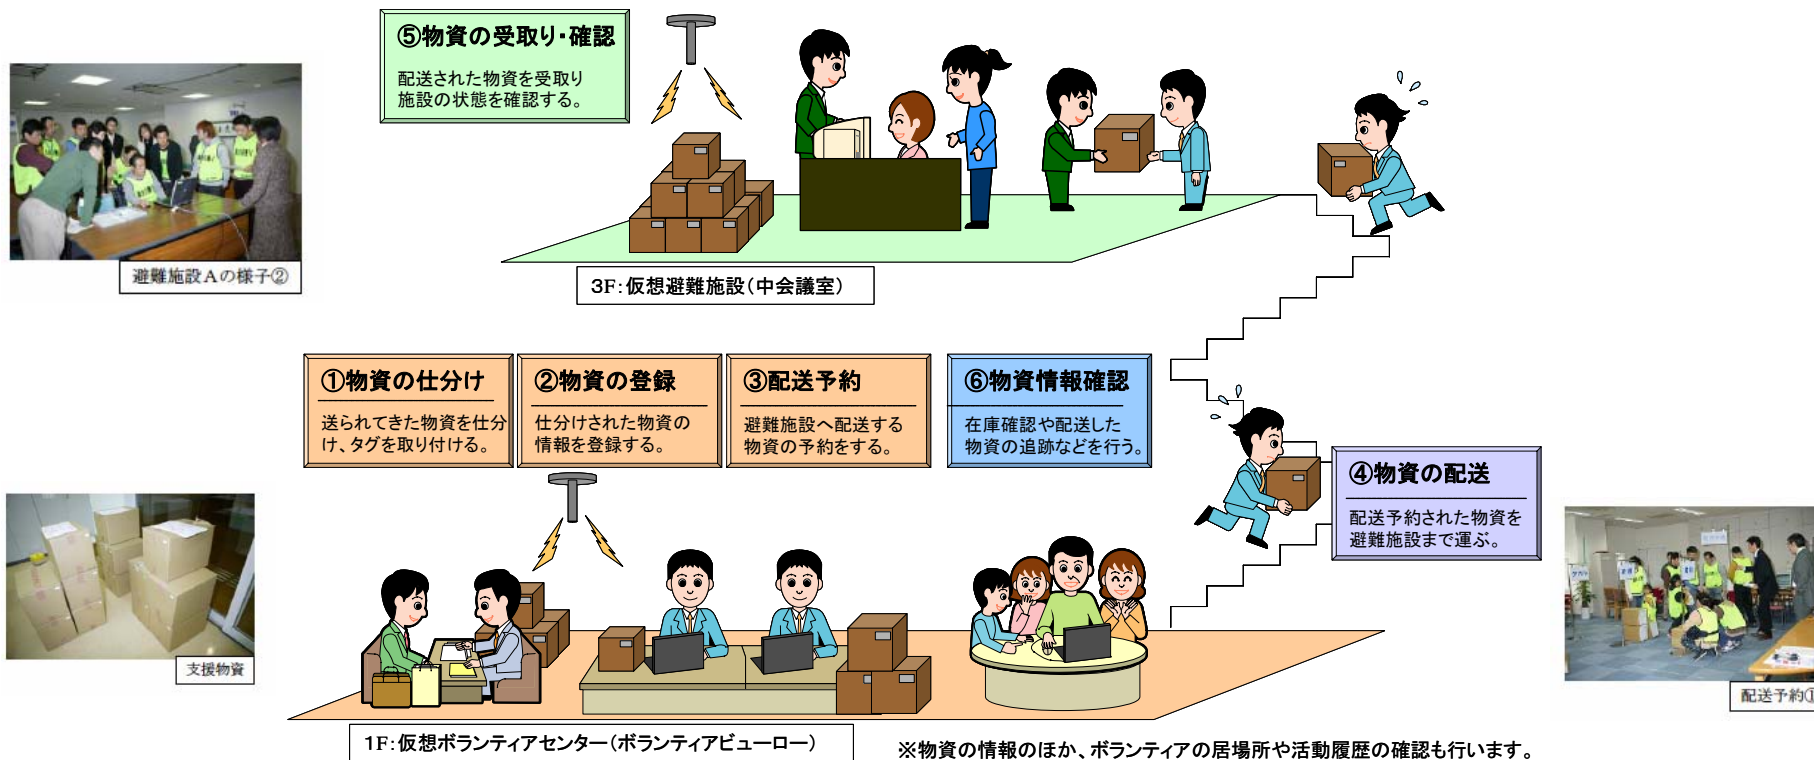 ⑤物資の受取り・確認
配送された物資を受取り
施設の状態を確認する。
避難施設Aの様子②
3F:仮想避難施設(中会議室)
①物資の仕分け
送られてきた物資を仕分
け、タグを取り付ける。
②物資の登録
仕分けされた物資の
情報を登録する。
③配送予約
避難施設へ配送する
物資の予約をする。
⑥物資情報確認
在庫確認や配送した
物資の追跡などを行う。
④物資の配送
配送予約された物資を
避難施設まで運ぶ。
支援物資
配送予約①
1F:仮想ボランティアセンター(ボランティアビューロー)
※物資の情報のほか、ボランティアの居場所や活動履歴の確認も行います。